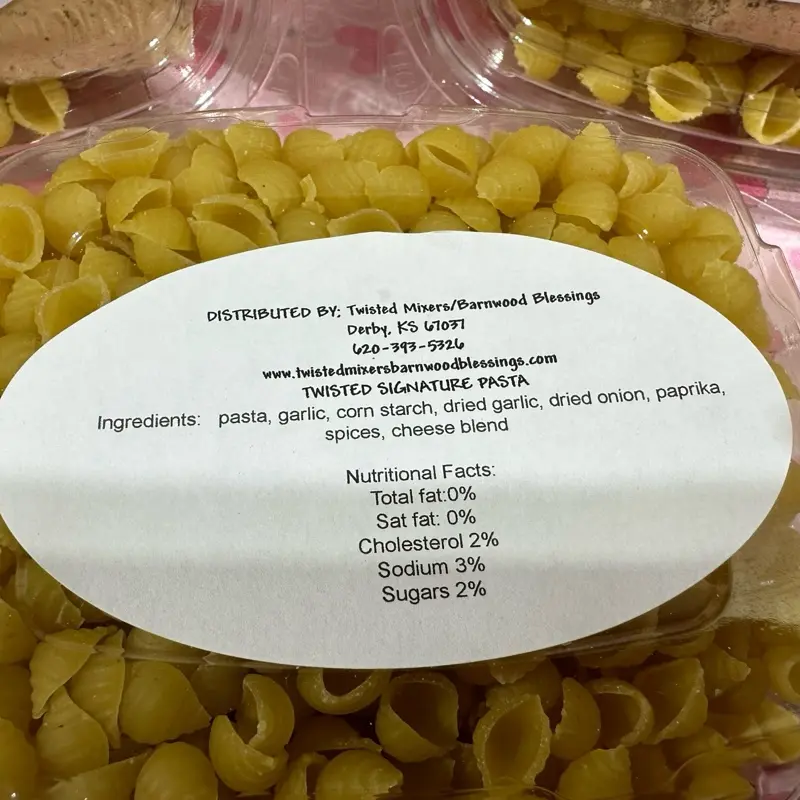 DISTRIBUTED BY: Twisted Mixers/Barnwood Blessings
Derby, KS 67037
620-393-5326
www.twistedmixersbarnwoodblessings.com
TWISTED SIGNATURE PASTA
Ingredients: pasta, garlic, corn starch, dried garlic, dried onion, paprika,
spices, cheese blend
Nutritional Facts:
Total fat:0%
Sat fat: 0%
Cholesterol 2%
Sodium 3%
Sugars 2%